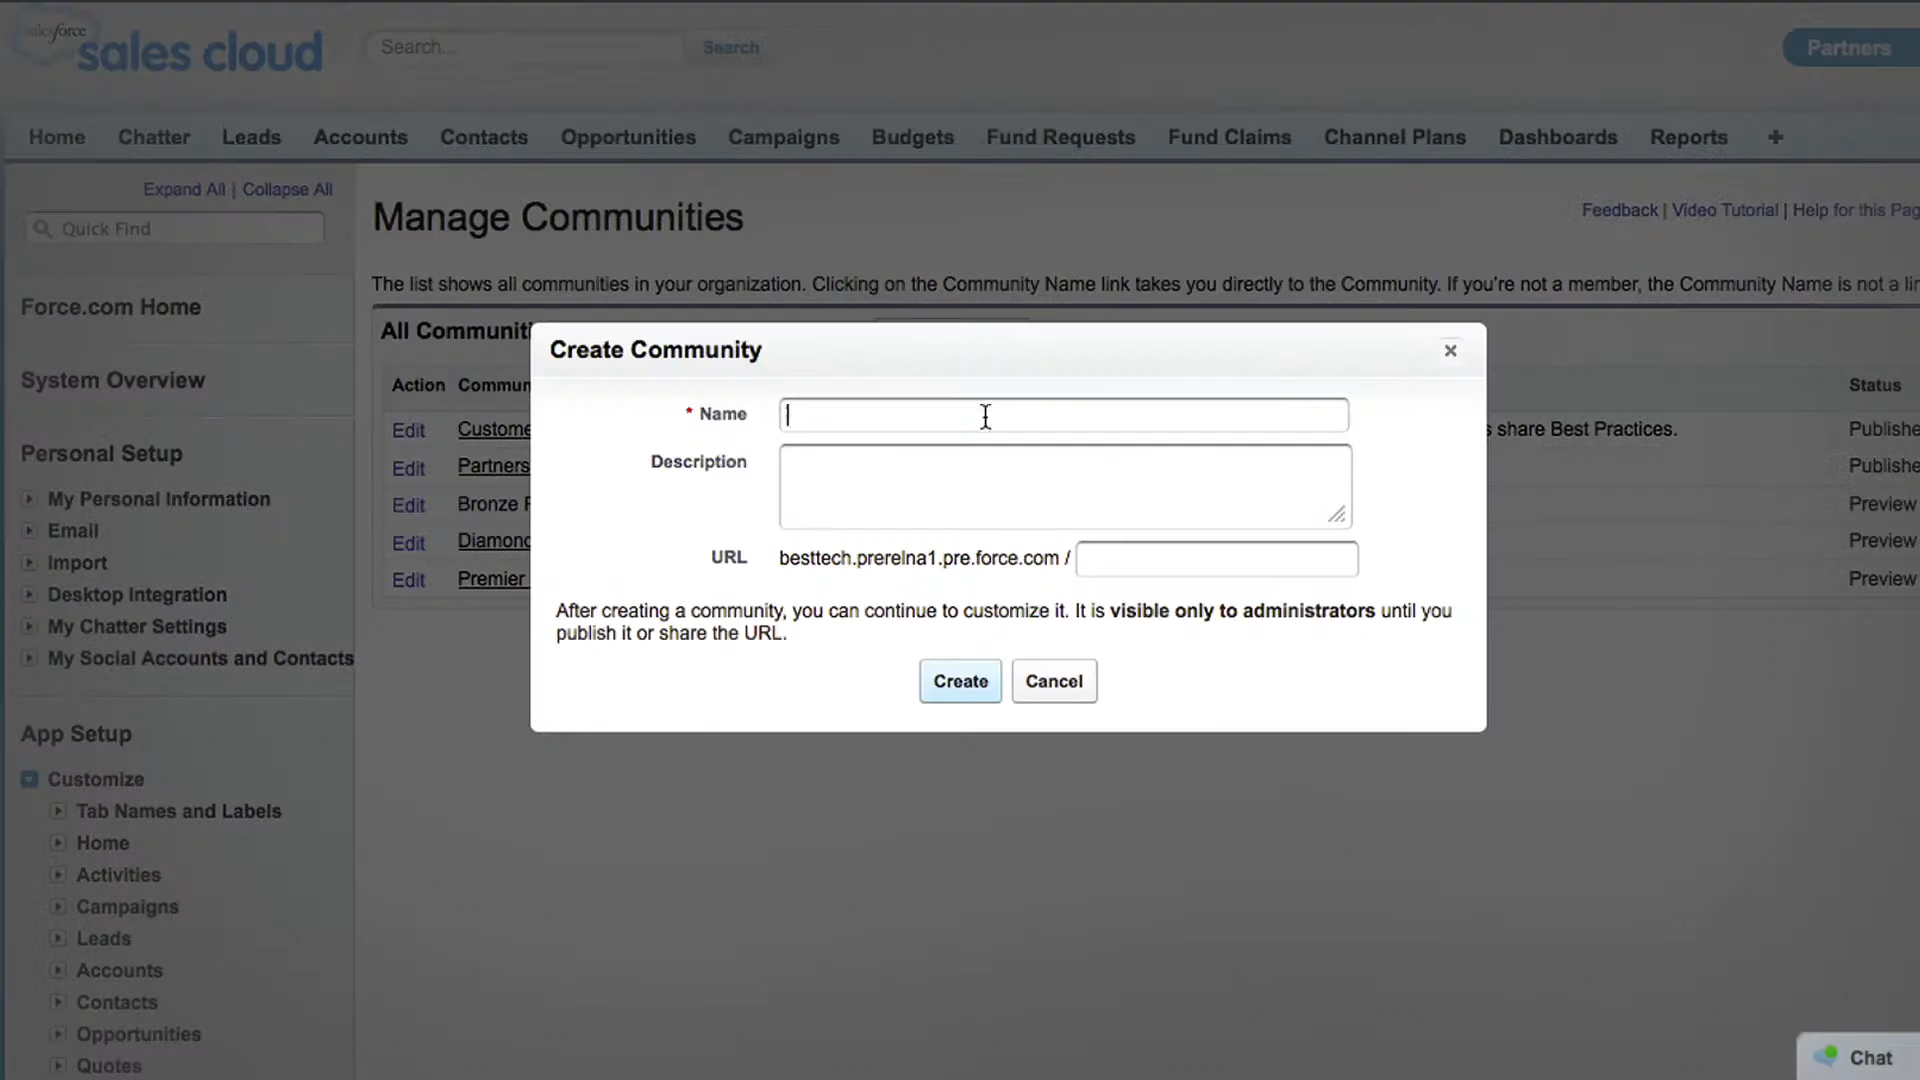 salesforce
sales cloud
Search...
Search
Partners
Home
Chatter
Leads
Accounts
Contacts
Opportunities
Campaigns
Budgets
Fund Requests
Fund Claims
Channel Plans
Dashboards
Reports
+
Expand All | Collapse All
Quick Find
Force.com Home
System Overview
Personal Setup
My Personal Information
Email
Import
Desktop Integration
My Chatter Settings
My Social Accounts and Contacts
App Setup
Customize
Tab Names and Labels
Home
Activities
Campaigns
Leads
Accounts
Contacts
Opportunities
Quotes
Manage Communities
Feedback | Video Tutorial | Help for this Pag
The list shows all communities in your organization. Clicking on the Community Name link takes you directly to the Community. If you're not a member, the Community Name is not a lin
All Communiti
Action Commun
Status
Edit Custome
s share Best Practices.
Publishe
Edit Partners
Publishe
Edit Bronze
Preview
Edit Diamond
Preview
Edit Premier
Preview
Create Community
* Name
Description
URL besttech.prerelna1.pre.force.com /
After creating a community, you can continue to customize it. It is visible only to administrators until you
publish it or share the URL.
Create
Cancel
Chat